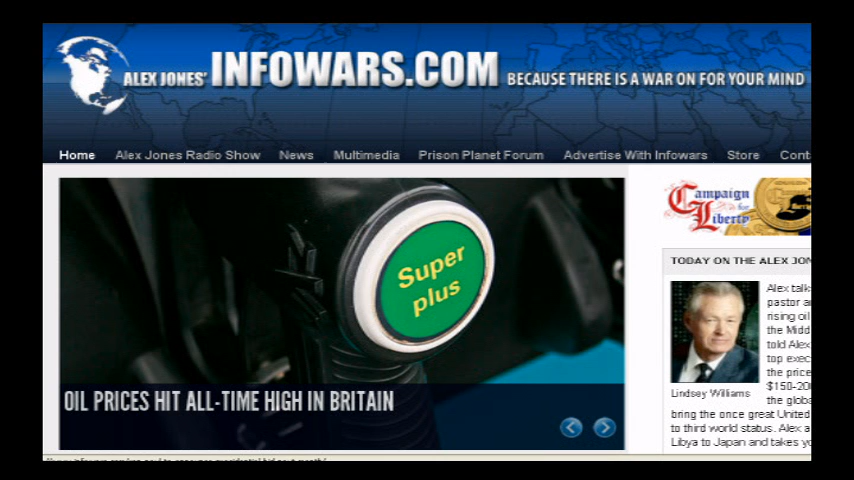 ALEX JONES' INFOWARS.COM BECAUSE THERE IS A WAR ON FOR YOUR MIND
Home Alex Jones Radio Show News Multimedia Prison Planet Forum Advertise With Infowars Store Cont
Super
plus
OIL PRICES HIT ALL-TIME HIGH IN BRITAIN
Campaign
for
Liberty
TODAY ON THE ALEX JON
Alex talk
pastor a
rising oil
the Midd
told Alex
top exec
the price
$150-20
the globa
Lindsey Williams
bring the once great United
to third world status. Alex a
Libya to Japan and takes yo